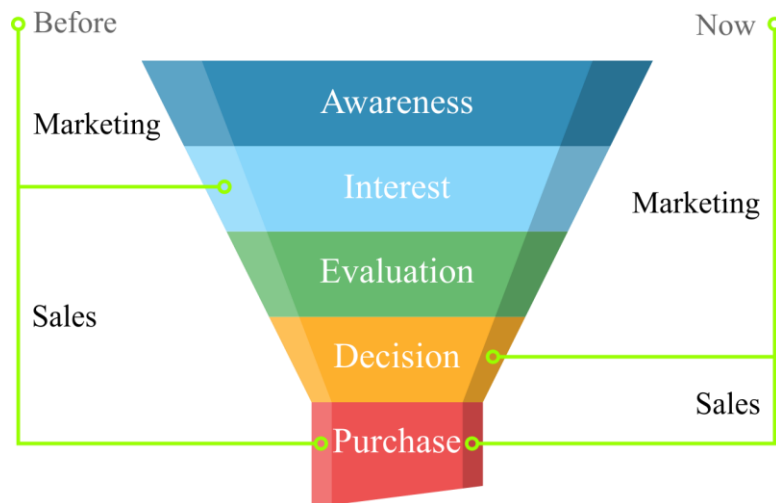 Before
Now
Awareness
Marketing
Interest
Marketing
Evaluation
Sales
Decision
Sales
Purchase